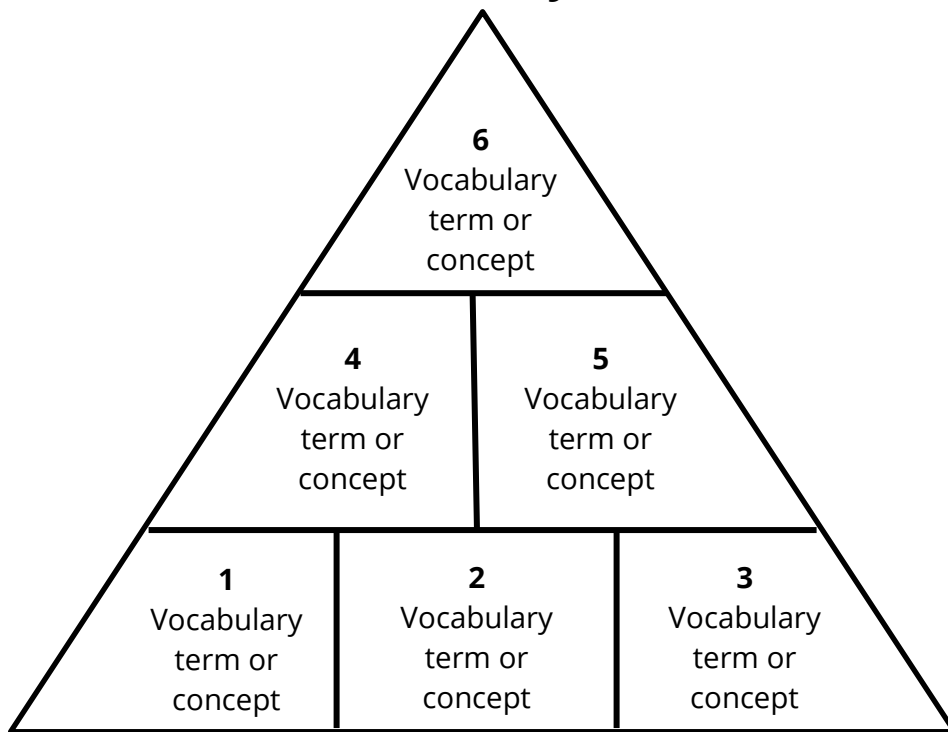 6
Vocabulary
term or
concept
4
Vocabulary
term or
concept
5
Vocabulary
term or
concept
1
Vocabulary
term or
concept
2
Vocabulary
term or
concept
3
Vocabulary
term or
concept